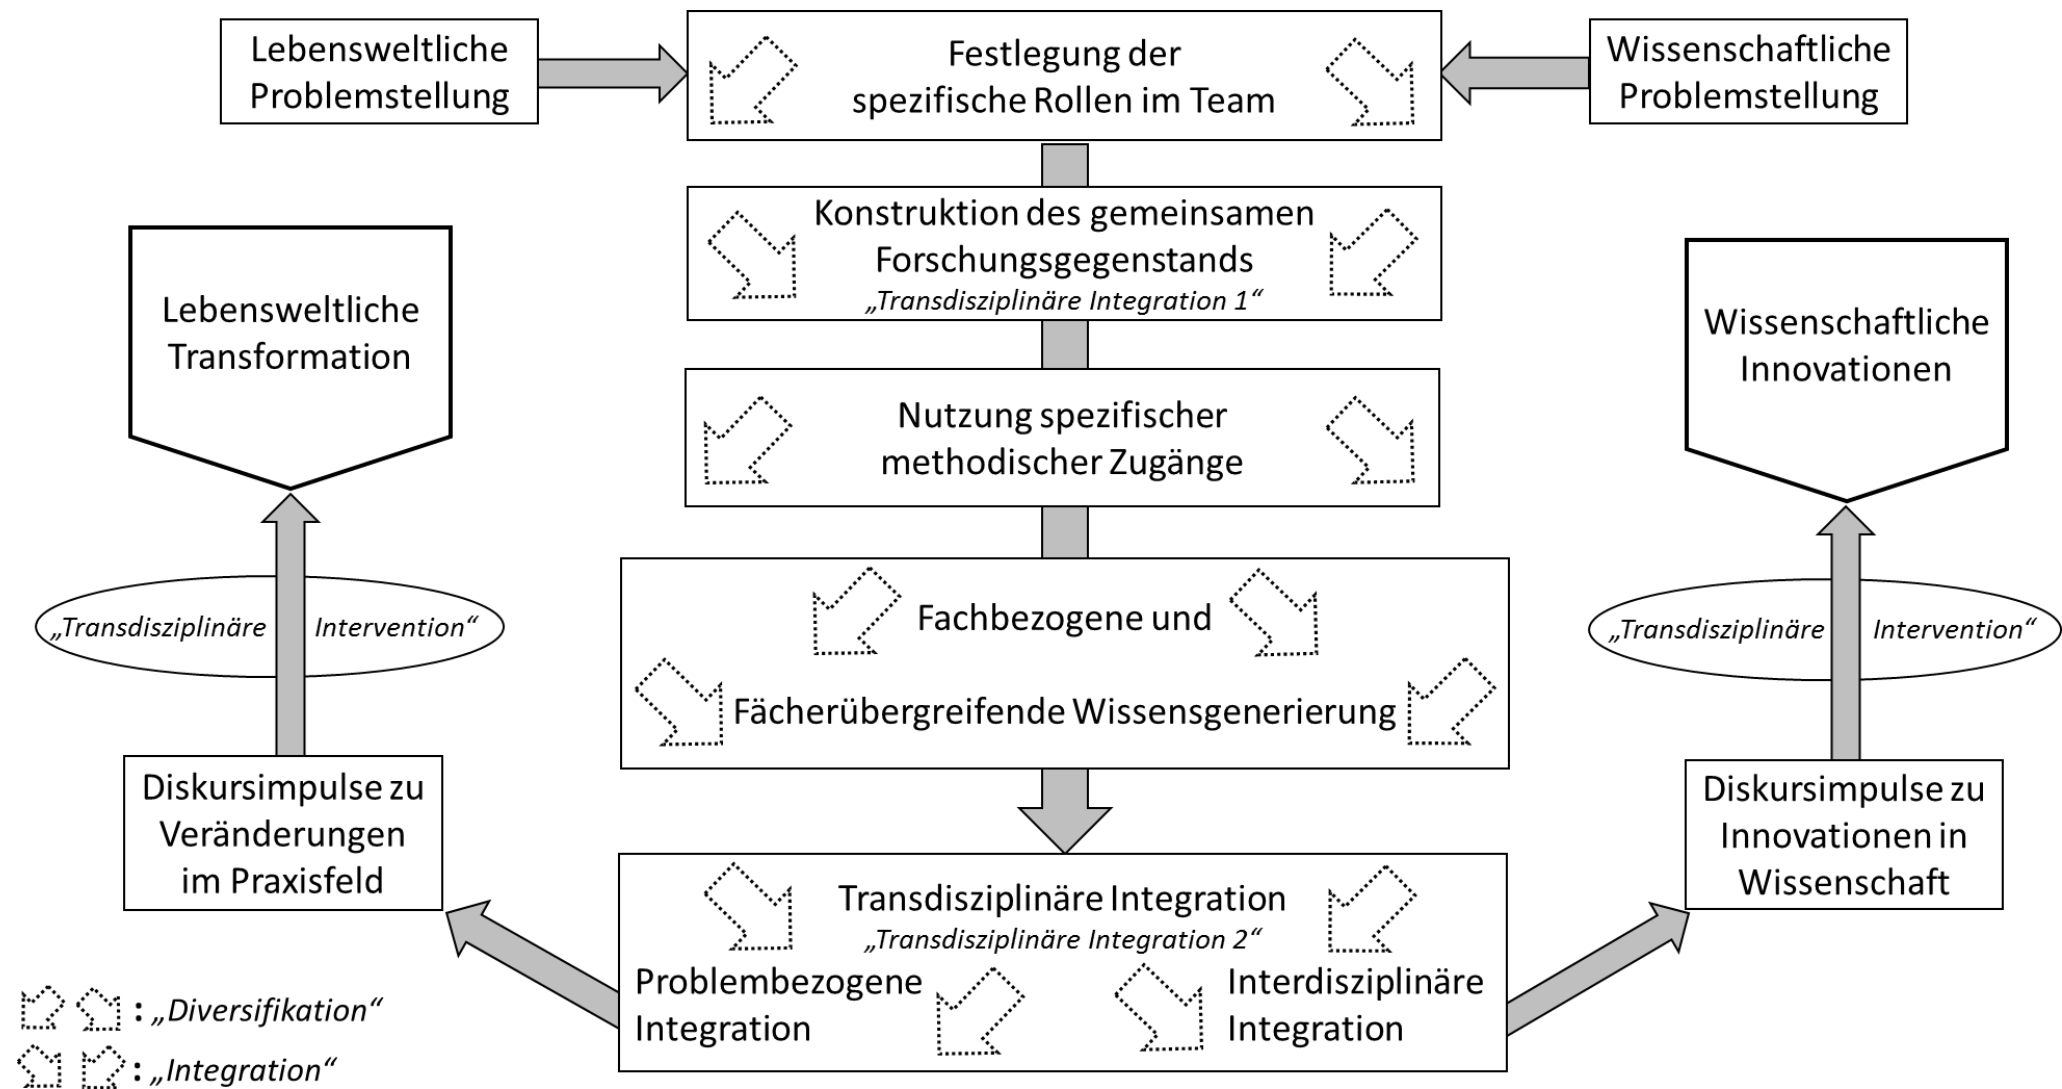 Lebensweltliche
Problemstellung
Festlegung der
spezifische Rollen im Team
Wissenschaftliche
Problemstellung
Konstruktion des gemeinsamen
Forschungsgegenstands
„Transdisziplinäre Integration 1“
Lebensweltliche
Transformation
Wissenschaftliche
Innovationen
Nutzung spezifischer
methodischer Zugänge
„Transdisziplinäre Intervention“
Fachbezogene und
Fächerübergreifende Wissensgenerierung
„Transdisziplinäre Intervention“
Diskursimpulse zu
Veränderungen
im Praxisfeld
Diskursimpulse zu
Innovationen in
Wissenschaft
Transdisziplinäre Integration
„Transdisziplinäre Integration 2“
Problembezogene
Integration
Interdisziplinäre
Integration
: „Diversifikation“
: „Integration“